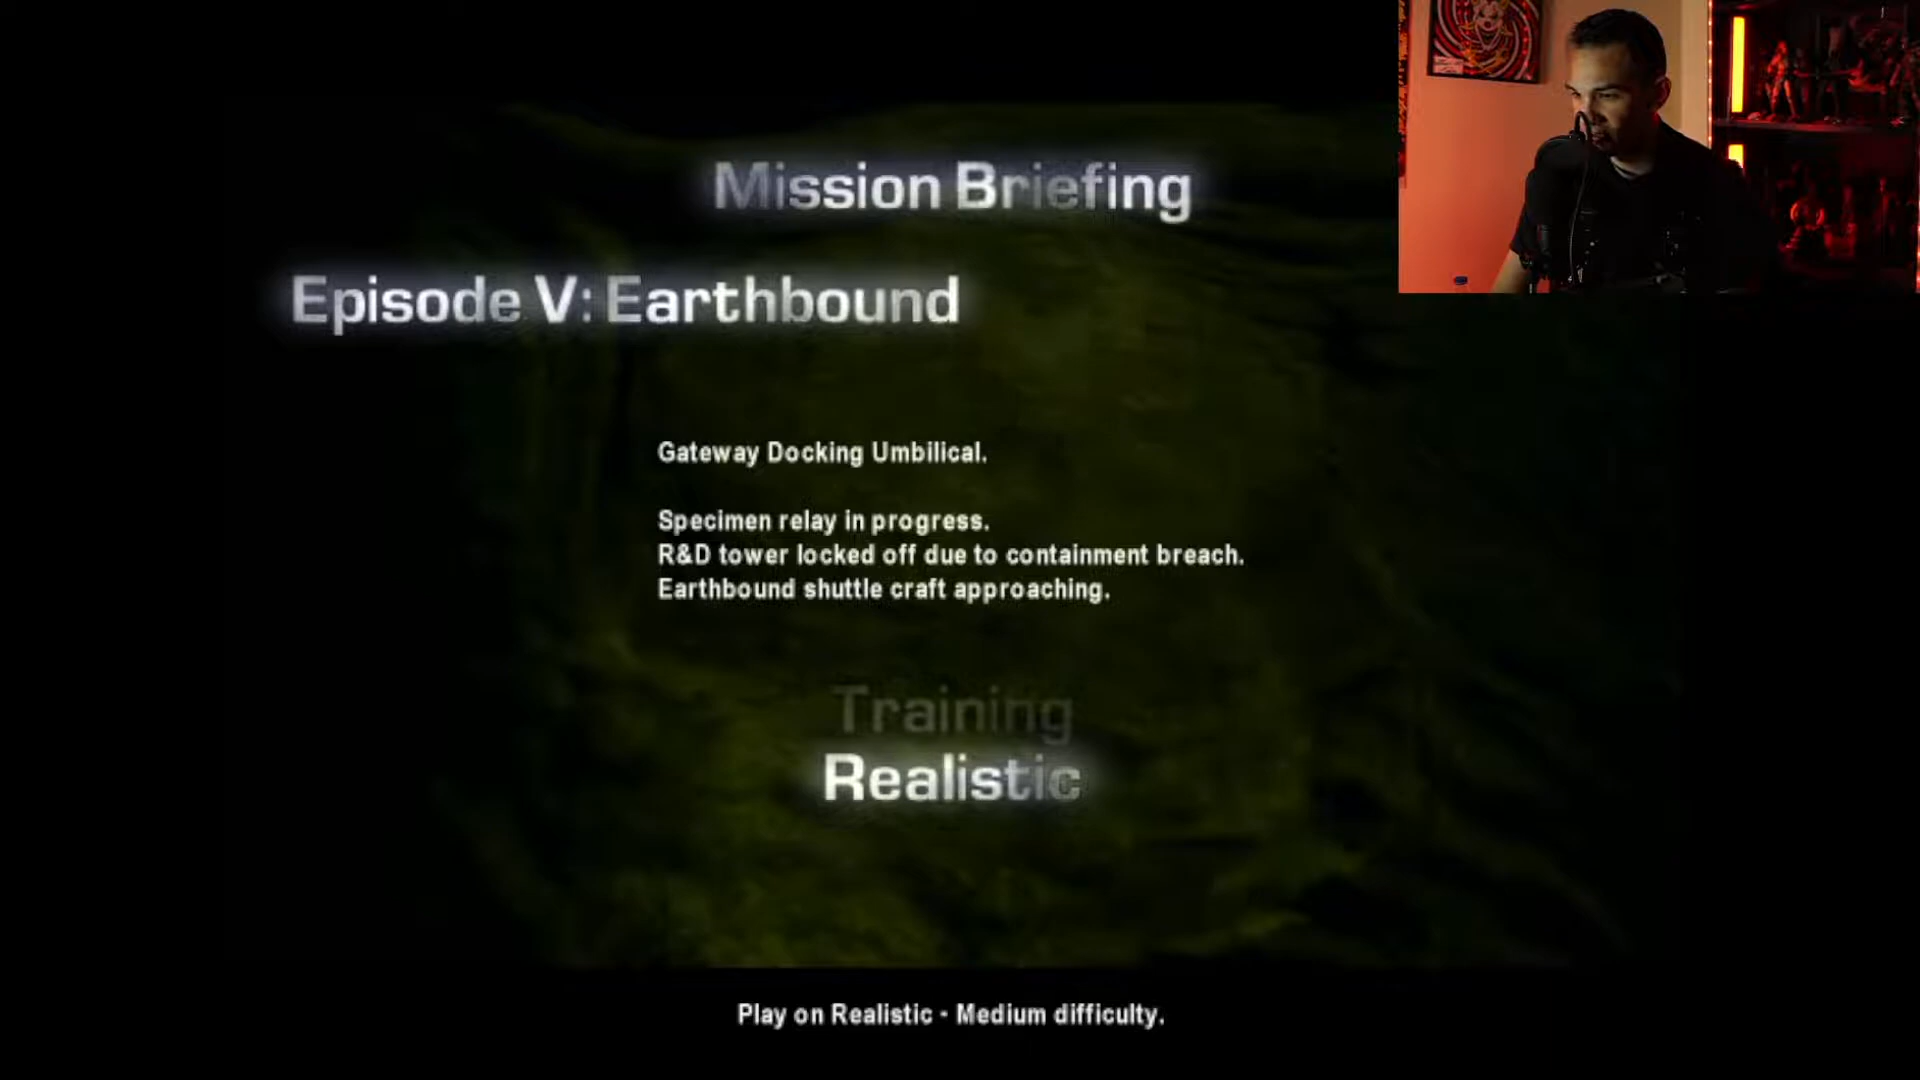 Mission Briefing
Episode V: Earthbound
Gateway Docking Umbilical.
Specimen relay in progress.
R&D tower locked off due to containment breach.
Earthbound shuttle craft approaching.
Training
Realistic
Play on Realistic - Medium difficulty.